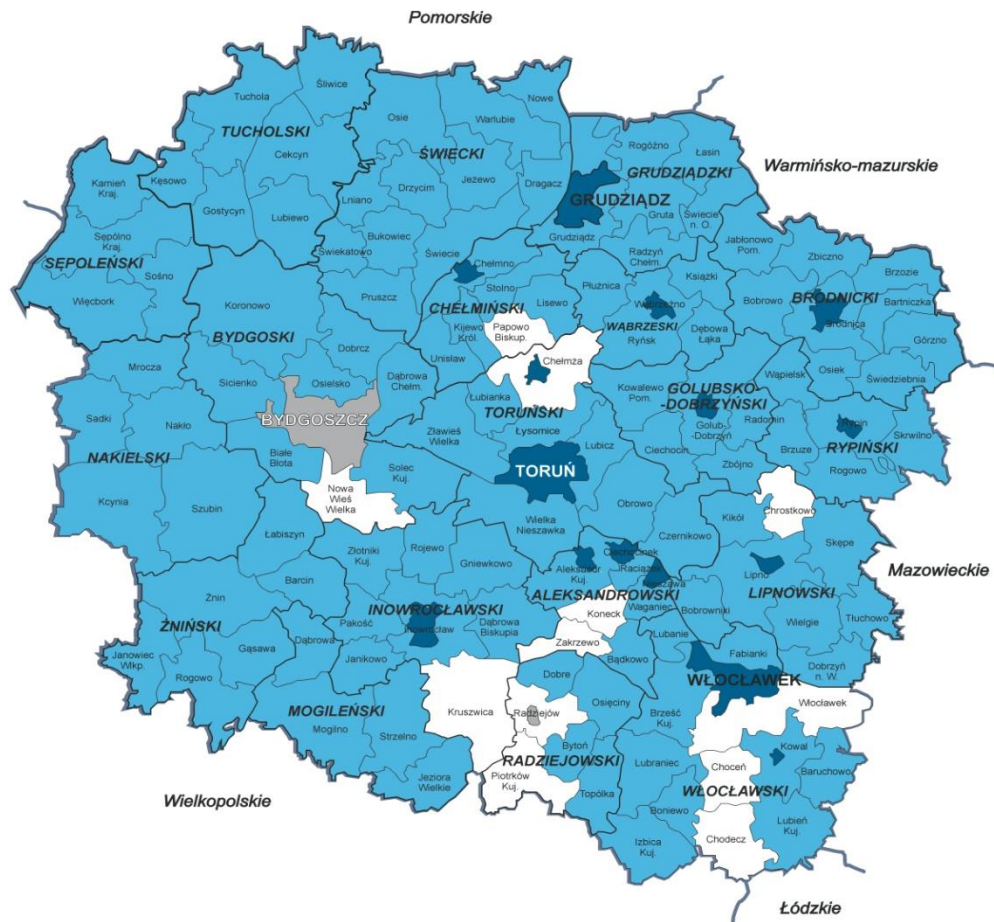 Pomorskie
Śliwice
Tuchola
Nowe
Osie
Warlubie
TUCHOLSKI
Rogóźno
Łasin
Cekcyn
ŚWIECKI
Warmińsko-mazurskie
GRUDZIĄDZKI
Kamień
Kraj.
Kęsowo
Drzycim
Jeżewo
Dragacz
GRUDZIĄDZ
Lniano
Gostycyn
Lubiewo
Gruta
Świecie
n. O.
Bukowiec
Grudziądz
Sępólno
Kraj.
Świekatowo
Świecie
Radzyń
Chełm.
Jabłonowo
Pom.
Zbiczno
SĘPOLEŃSKI
Sośno
Chełmno
Książki
Brzozie
Więcbork
Pruszcz
Stolno
Płużnica
Bobrowo
BRODNICKI
Bartniczka
Koronowo
CHEŁMIŃSKI
Lisewo
Wąbrzeźno
Brodnica
BYDGOSKI
Kijewo
Król.
Papowo
Biskup.
WĄBRZESKI
Ryńsk
Dębowa
Łąka
Górzno
Dobrcz
Unisław
Chełmża
Mrocza
Dąbrowa
Chełm.
Wąpielsk
Osiek
Świedziebnia
Sicienko
Osielsko
Kowalewo
Pom.
GOLUBSKO
-DOBRZYŃSKI
Sadki
Łubianka
TORUŃSKI
BYDGOSZCZ
Golub-
Dobrzyń
Radomin
Rypin
Skrwilno
Nakło
Zławieś
Wielka
Łysomice
Lubicz
Ciechocin
Brzuze
RYPIŃSKI
NAKIELSKI
Białe
Błota
Solec
Kuj.
TORUŃ
Zbójno
Rogowo
Kcynia
Szubin
Nowa
Wieś
Wielka
Obrowo
Chrostkowo
Łabiszyn
Wielka
Nieszawka
Czernikowo
Kikół
Skępe
Złotniki
Kuj.
Rojewo
Gniewkowo
Aleksandr.
Kuj.
Ciechocinek
Raciążek
Nieszawa
Lipno
Mazowieckie
Barcin
Żnin
ALEKSANDROWSKI
LIPNOWSKI
INOWROCŁAWSKI
Koneck
Waganiec
Bobrowniki
ŻNIŃSKI
Pakość
Inowrocław
Dąbrowa
Biskupia
Wielgie
Tłuchowo
Dąbrowa
Zakrzewo
Lubanie
Fabianki
Janowiec
Wlkp.
Gąsawa
Janikowo
Bądkowo
Dobrzyń
n. W.
Rogowo
Dobre
WŁOCŁAWEK
MOGILEŃSKI
Kruszwica
Radziejów
Osięciny
Brześć
Kuj.
Włocławek
Mogilno
Strzelno
Bytoń
Kowal
RADZIEJOWSKI
Lubraniec
Choceń
Baruchowo
Jeziora
Wielkie
Piotrków
Kuj.
Topólka
WŁOCŁAWSKI
Wielkopolskie
Boniewo
Lubień
Kuj.
Izbica
Kuj.
Chodecz
Łódzkie